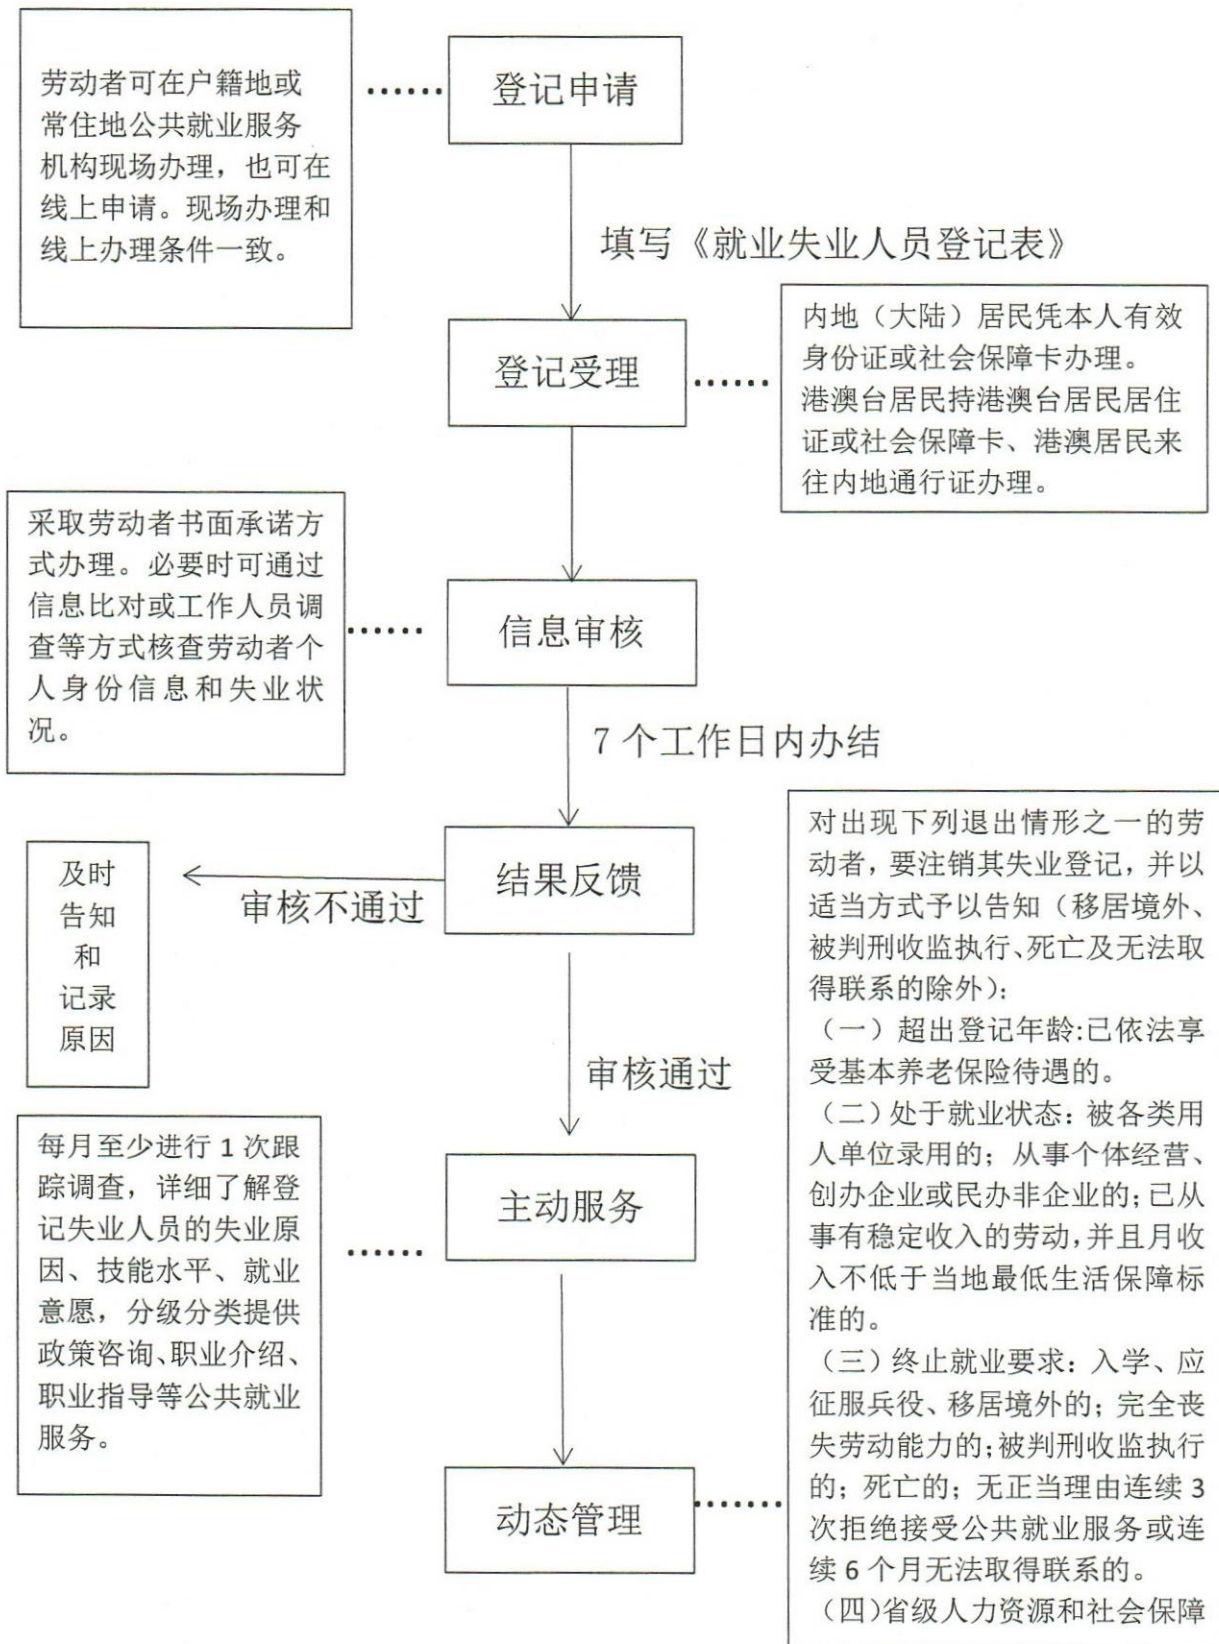 登记申请
劳动者可在户籍地或
常住地公共就业服务
机构现场办理，也可在
线上申请。现场办理和
线上办理条件一致。
填写《就业失业人员登记表》
登记受理
内地（大陆）居民凭本人有效
身份证或社会保障卡办理。
港澳台居民持港澳台居民居住
证或社会保障卡、港澳居民来
往内地通行证办理。
采取劳动者书面承诺方
式办理。必要时可通过
信息比对或工作人员调
查等方式核查劳动者个
人身份信息和失业状
况。
信息审核
7个工作日内办结
结果反馈
审核不通过
及时
告知
和
记录
原因
审核通过
主动服务
每月至少进行1次跟
踪调查，详细了解登
记失业人员的失业原
因、技能水平、就业
意愿，分级分类提供
政策咨询、职业介绍、
职业指导等公共就业
服务。
动态管理
对出现下列退出情形之一的劳
动者，要注销其失业登记，并以
适当方式予以告知（移居境外、
被判刑收监执行、死亡及无法取
得联系的除外）：
（一）超出登记年龄:已依法享
受基本养老保险待遇的。
（二）处于就业状态：被各类用
人单位录用的；从事个体经营、
创办企业或民办非企业的；已从
事有稳定收入的劳动，并且月收
入不低于当地最低生活保障标
准的。
（三）终止就业要求：入学、应
征服兵役、移居境外的；完全丧
失劳动能力的；被判刑收监执行
的；死亡的；无正当理由连续3
次拒绝接受公共就业服务或连
续6个月无法取得联系的。
（四）省级人力资源和社会保障